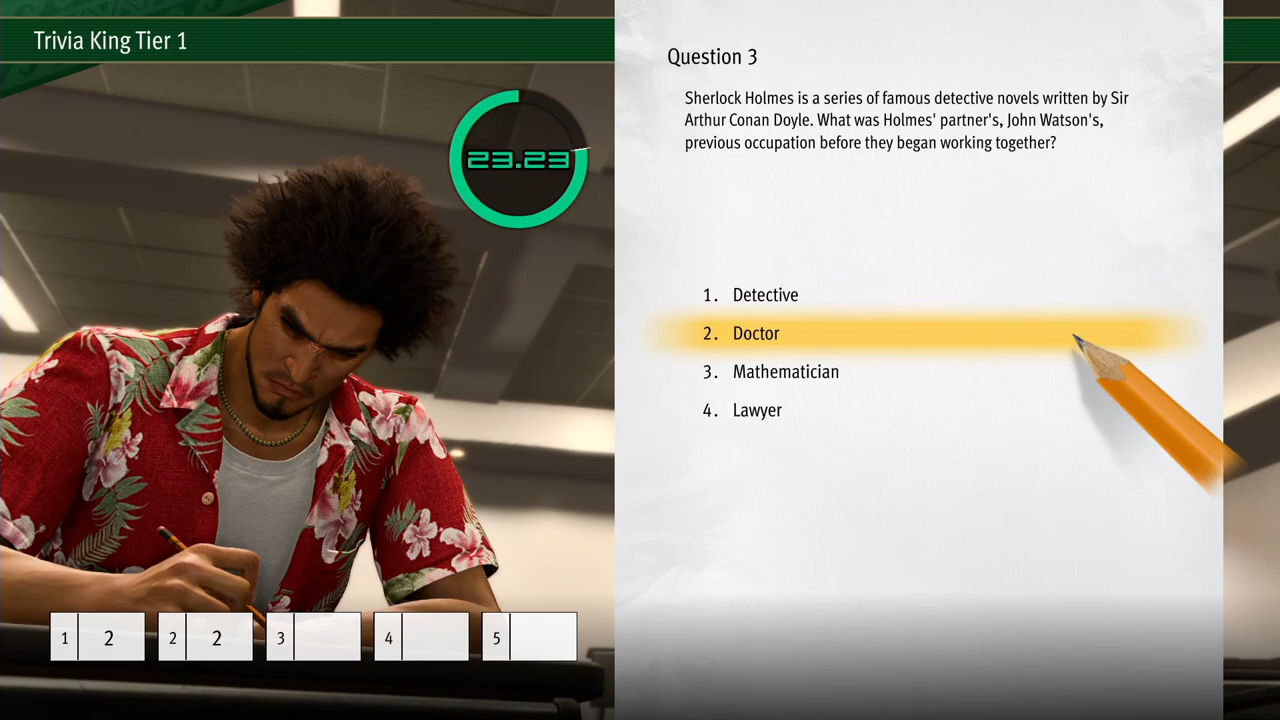 Trivia King Tier 1
23.23
Question 3
Sherlock Holmes is a series of famous detective novels written by Sir
Arthur Conan Doyle. What was Holmes' partner's, John Watson's,
previous occupation before they began working together?
1. Detective
2. Doctor
3. Mathematician
4. Lawyer
1 2 2 2 3 4 5